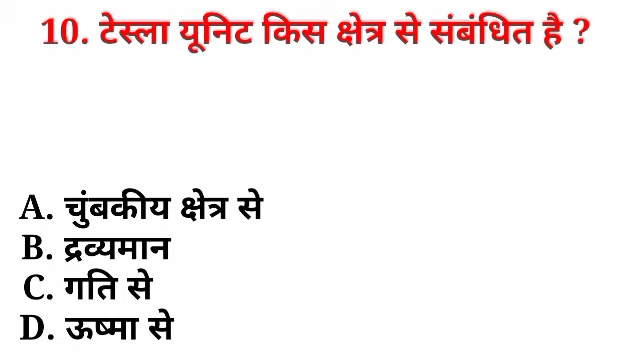 10. टेस्ला यूनिट किस क्षेत्र से संबंधित है ?
A. चुंबकीय क्षेत्र से
B. द्रव्यमान
C. गति से
D. ऊष्मा से